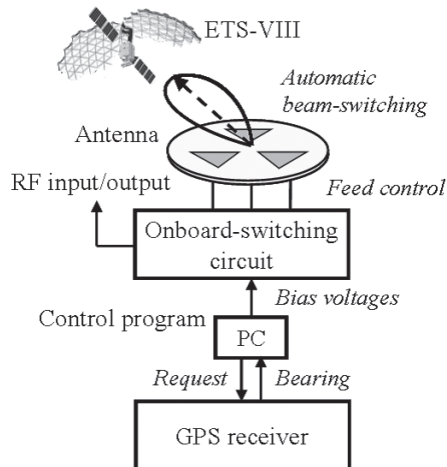 ETS-VIII
Automatic
beam-switching
Antenna
RF input/output
Feed control
Onboard-switching
circuit
Bias voltages
Control program
PC
Request
Bearing
GPS receiver